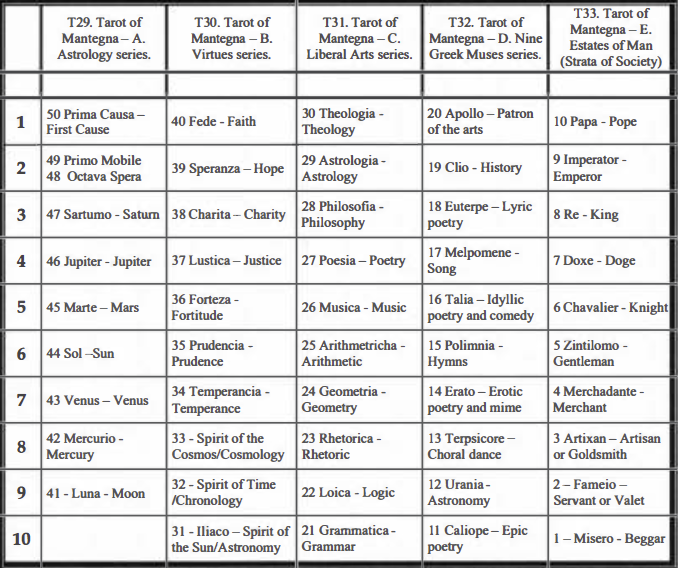 T29. Tarot of
Mantegna – A.
Astrology series.
T30. Tarot of
Mantegna – B.
Virtues series.
T31. Tarot of
Mantegna – C.
Liberal Arts series.
T32. Tarot of
Mantegna – D. Nine
Greek Muses series.
T33. Tarot of
Mantegna – E.
Estates of Man
(Strata of Society)
1
50 Prima Causa –
First Cause
40 Fede - Faith
30 Theologia -
Theology
20 Apollo – Patron
of the arts
10 Papa - Pope
2
49 Primo Mobile
48 Octava Spera
39 Speranza – Hope
29 Astrologia -
Astrology
19 Clio - History
9 Imperator -
Emperor
3
47 Sartumo - Saturn
38 Charita – Charity
28 Philosofia -
Philosophy
18 Euterpe – Lyric
poetry
8 Re - King
4
46 Jupiter - Jupiter
37 Lustica – Justice
27 Poesia – Poetry
17 Melpomene -
Song
7 Doxe - Doge
5
45 Marte – Mars
36 Forteza -
Fortitude
26 Musica - Music
16 Talia – Idyllic
poetry and comedy
6 Chavalier - Knight
6
44 Sol –Sun
35 Prudencia -
Prudence
25 Arithmetricha -
Arithmetic
15 Polimnia -
Hymns
5 Zintilomo -
Gentleman
7
43 Venus – Venus
34 Temperancia -
Temperance
24 Geometria -
Geometry
14 Erato – Erotic
poetry and mime
4 Merchadante -
Merchant
8
42 Mercurio -
Mercury
33 - Spirit of the
Cosmos/Cosmology
23 Rhetorica -
Rhetoric
13 Terpsicore –
Choral dance
3 Artixan – Artisan
or Goldsmith
9
41 - Luna - Moon
32 - Spirit of Time
/Chronology
22 Loica - Logic
12 Urania -
Astronomy
2 – Fameio –
Servant or Valet
10
31 - Iliaco – Spirit of
the Sun/Astronomy
21 Grammatica -
Grammar
11 Caliope – Epic
poetry
1 – Misero - Beggar